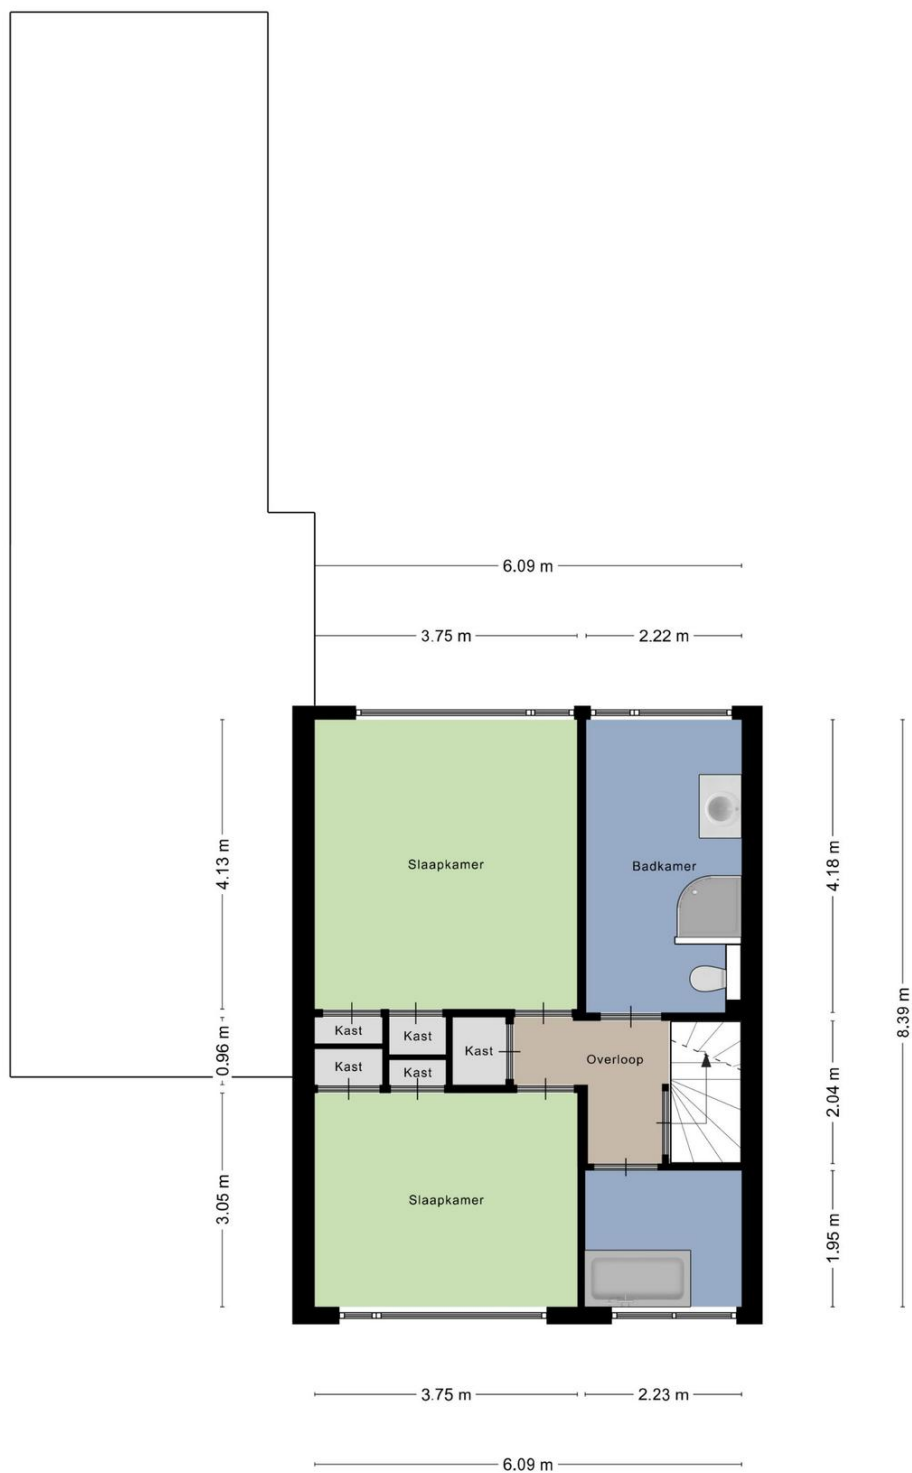 6.09 m
3.75 m
2.22 m
4.13 m
4.18 m
Slaapkamer
Badkamer
8.39 m
0.96 m
Kast
Kast
Kast
Overloop
Kast
Kast
2.04 m
3.05 m
Slaapkamer
1.95 m
3.75 m
2.23 m
6.09 m